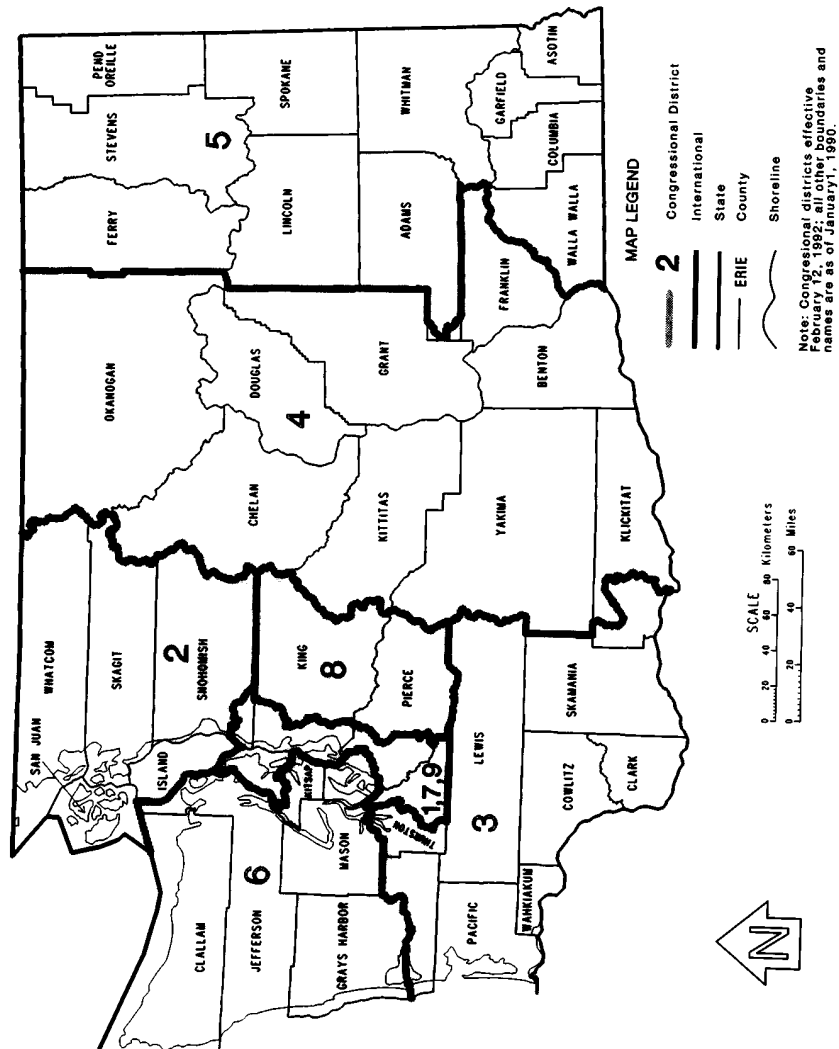 SAN JUAN
WHATCOM
SKAGIT
ISLAND
2
SNOHOMISH
CLALLAM
6
JEFFERSON
KITSAP
MASON
GRAYS HARBOR
KING
8
PIERCE
1,7,9
THURSTON
LEWIS
3
PACIFIC
WAHKIAKUM
COWLITZ
CLARK
SKAMANIA
OKANOGAN
CHELAN
DOUGLAS
4
GRANT
KITTITAS
YAKIMA
KLICKITAT
BENTON
FRANKLIN
FERRY
STEVENS
PEND
OREILLE
5
LINCOLN
SPOKANE
ADAMS
WHITMAN
WALLA WALLA
COLUMBIA
GARFIELD
ASOTIN
N
SCALE
0 20 40 60 80 Kilometers
0 20 40 60 Miles
MAP LEGEND
2 Congressional District
International
State
ERIE County
Shoreline
Note: Congresional districts effective
February 12, 1992; all other boundaries and
names are as of January1, 1990.